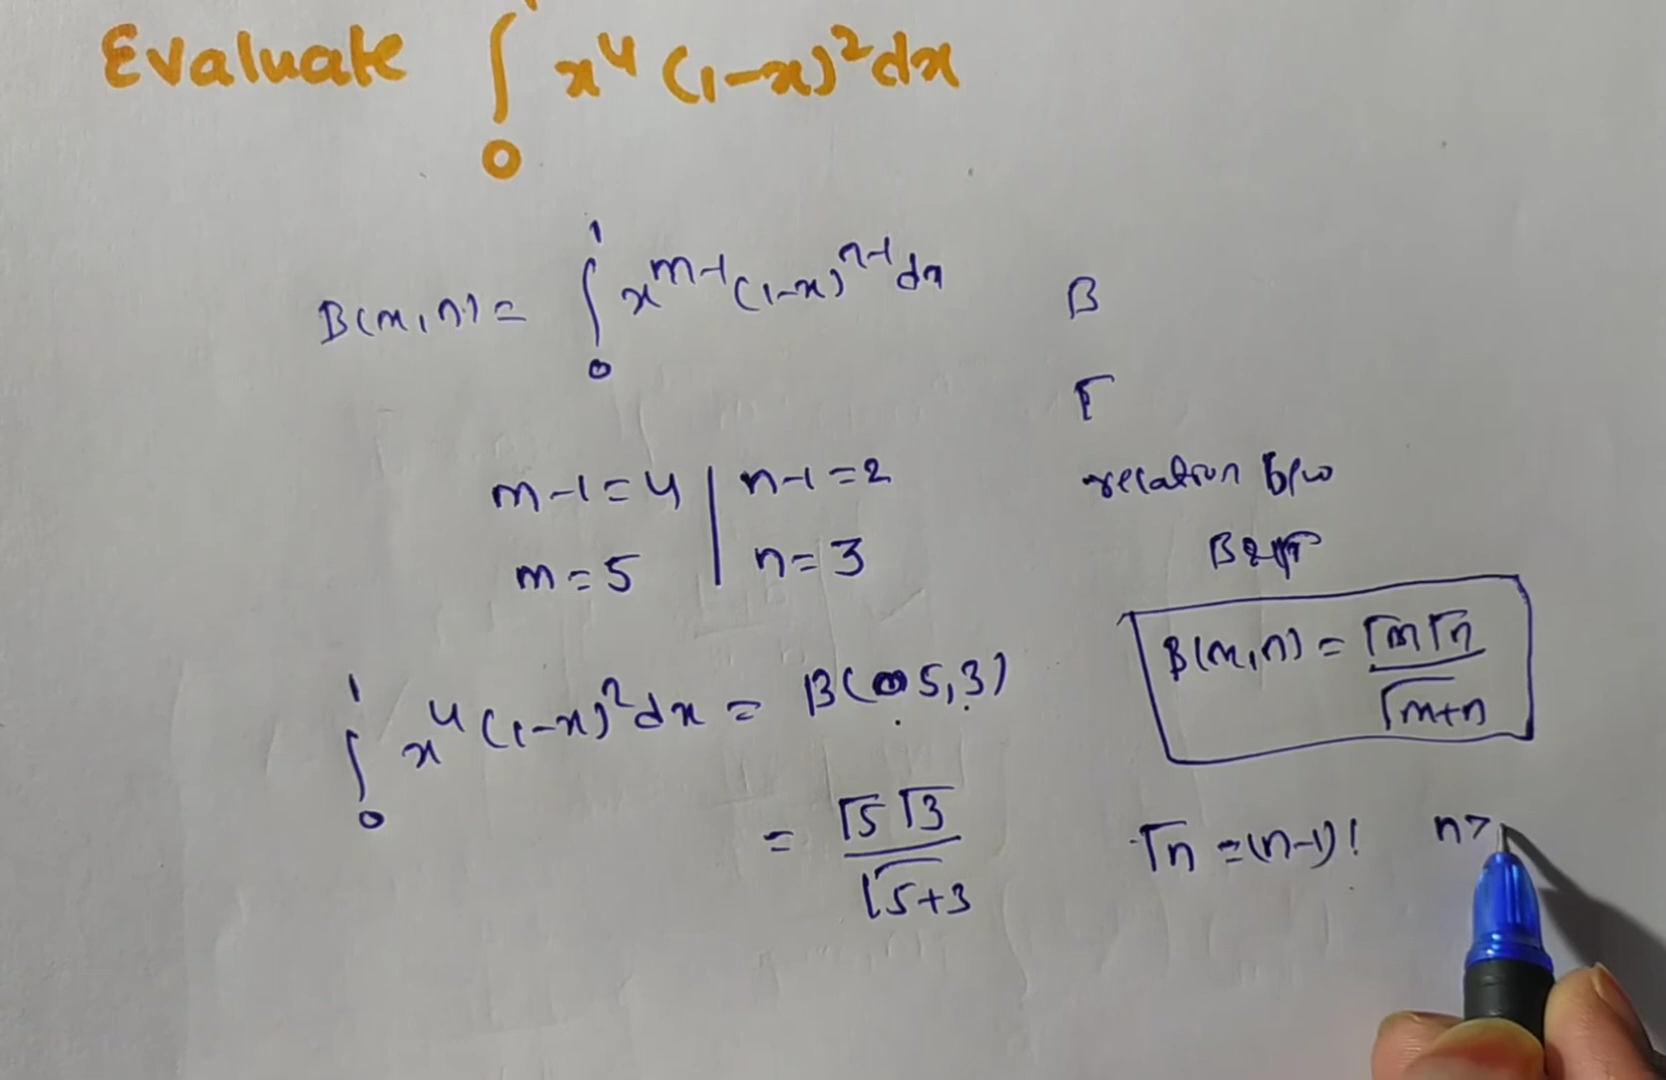 Evaluate ∫₀¹ x⁴ (1-x)² dx
B(m,n) = ∫₀¹ x^(m-1) (1-x)^(n-1) dx
B
Γ
m-1=4 | n-1=2
m=5 | n=3
relation b/w
B & Γ
B(m,n) = Γm Γn / Γm+n
∫₀¹ x⁴ (1-x)² dx = B(5,3)
= Γ5 Γ3 / Γ5+3
Γn = (n-1)! n>